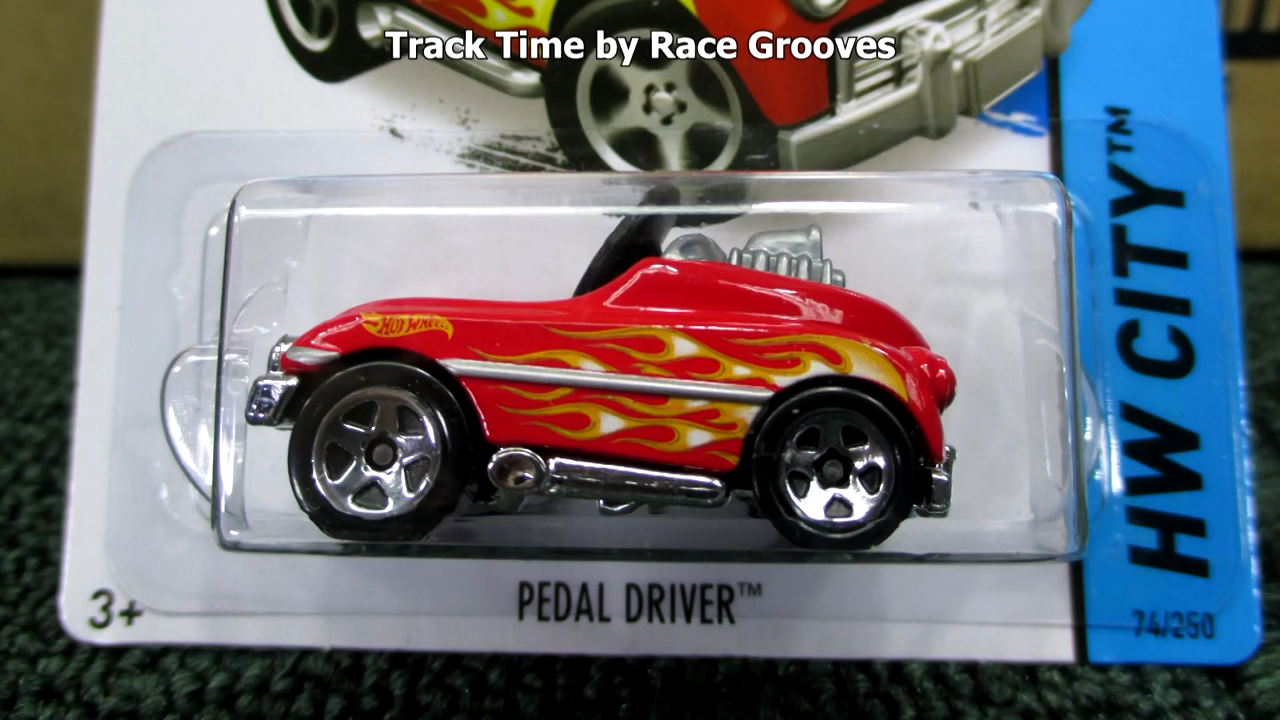 Track Time by Race Grooves
HW CITY™
HOT WHEELS
3+
PEDAL DRIVER™
74/250